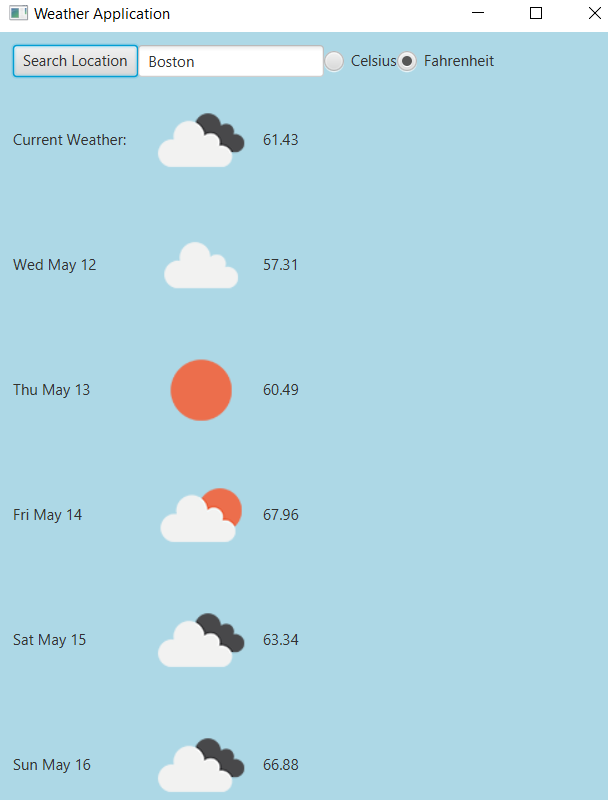 Weather Application
Search Location Boston Celsius Fahrenheit
Current Weather: 61.43
Wed May 12 57.31
Thu May 13 60.49
Fri May 14 67.96
Sat May 15 63.34
Sun May 16 66.88